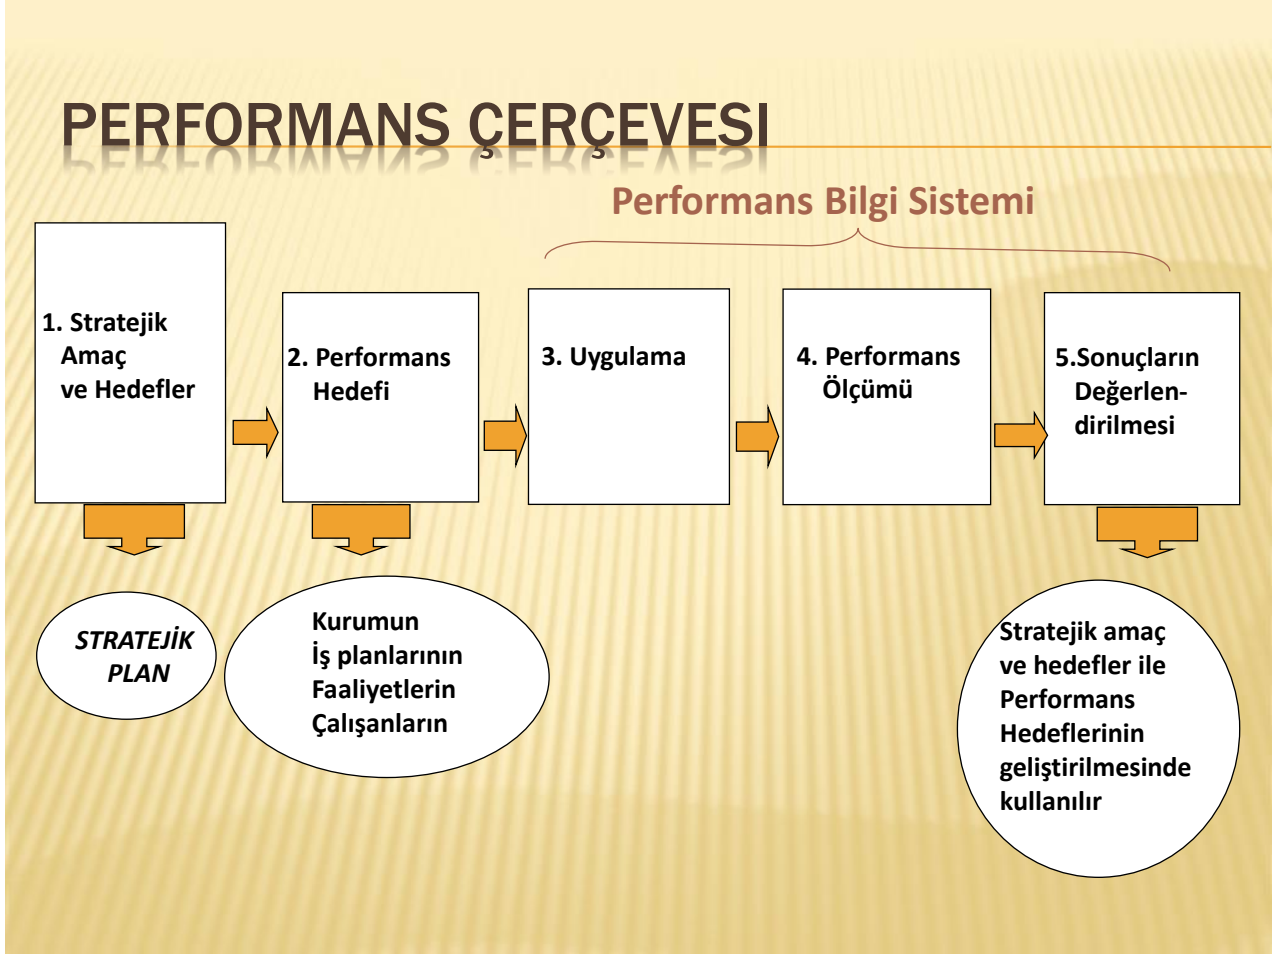 PERFORMANS ÇERÇEVESI
Performans Bilgi Sistemi
1. Stratejik
Amaç
ve Hedefler
2. Performans
Hedefi
3. Uygulama
4. Performans
Ölçümü
5.Sonuçların
Değerlen-
dirilmesi
STRATEJİK
PLAN
Kurumun
İş planlarının
Faaliyetlerin
Çalışanların
Stratejik amaç
ve hedefler ile
Performans
Hedeflerinin
geliştirilmesinde
kullanılır